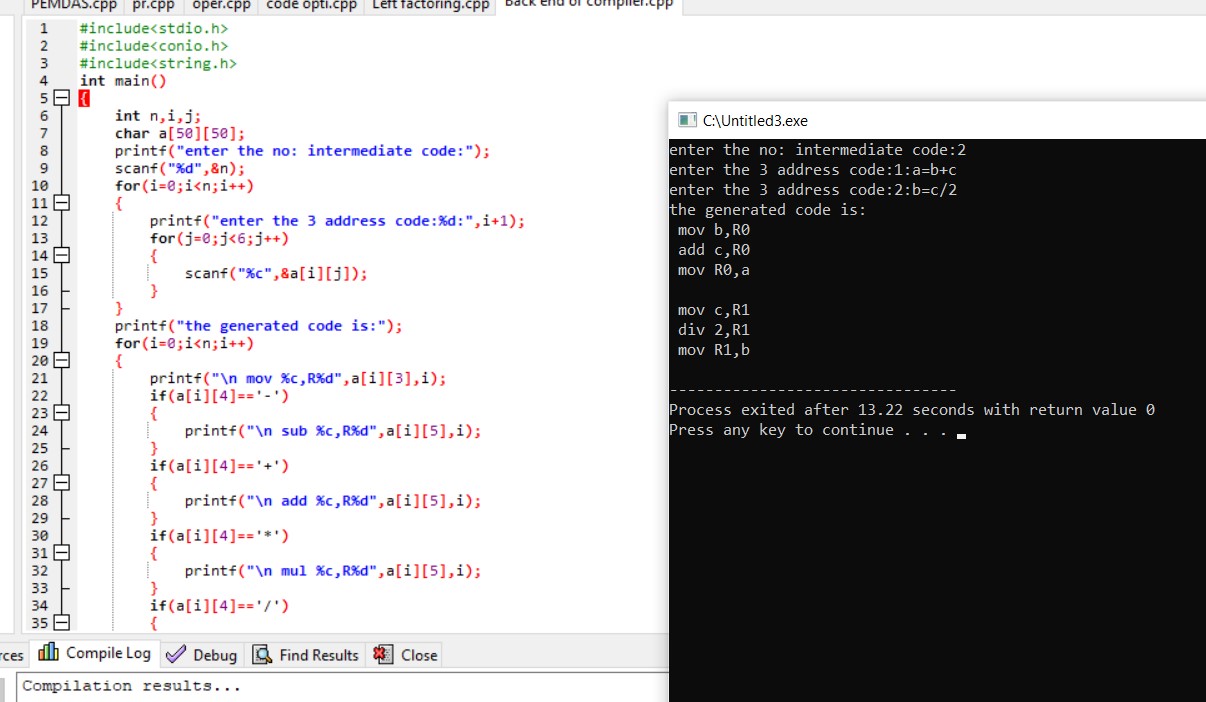 PEMDAS.cpp pr.cpp oper.cpp code opti.cpp Left factoring.cpp Back end of compiler.cpp
1 #include<stdio.h>
2 #include<conio.h>
3 #include<string.h>
4 int main()
5 {
6 int n,i,j;
7 char a[50][50];
8 printf("enter the no: intermediate code:");
9 scanf("%d",&n);
10 for(i=0;i<n;i++)
11 {
12 printf("enter the 3 address code:%d:",i+1);
13 for(j=0;j<6;j++)
14 {
15 scanf("%c",&a[i][j]);
16 }
17 }
18 printf("the generated code is:");
19 for(i=0;i<n;i++)
20 {
21 printf("\n mov %c,R%d",a[i][3],i);
22 if(a[i][4]=='-')
23 {
24 printf("\n sub %c,R%d",a[i][5],i);
25 }
26 if(a[i][4]=='+')
27 {
28 printf("\n add %c,R%d",a[i][5],i);
29 }
30 if(a[i][4]=='*')
31 {
32 printf("\n mul %c,R%d",a[i][5],i);
33 }
34 if(a[i][4]=='/')
35 {
rces Compile Log Debug Find Results Close
Compilation results...
C:\Untitled3.exe
enter the no: intermediate code:2
enter the 3 address code:1:a=b+c
enter the 3 address code:2:b=c/2
the generated code is:
mov b,R0
add c,R0
mov R0,a
mov c,R1
div 2,R1
mov R1,b
--------------------------------
Process exited after 13.22 seconds with return value 0
Press any key to continue . . .